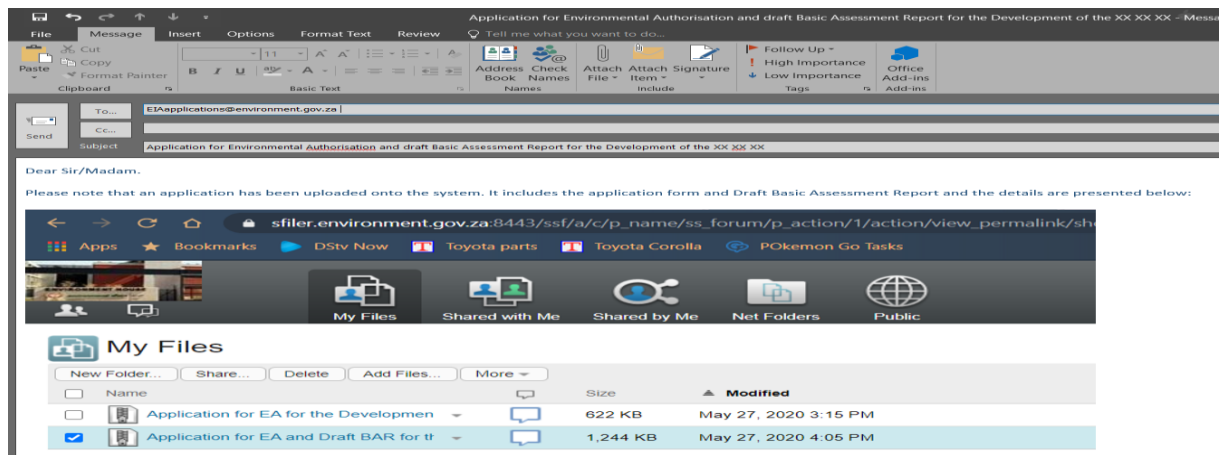 Application for Environmental Authorisation and draft Basic Assessment Report for the Development of the XX XX XX - Messa
File Message Insert Options Format Text Review Tell me what you want to do...
Cut
Copy
Format Painter
Paste
Clipboard
11
B I U
Basic Text
Address Book
Check Names
Names
Attach File
Attach Item
Signature
Include
Follow Up
High Importance
Low Importance
Tags
Office Add-ins
Add-ins
Send
To... EIAapplications@environment.gov.za
Cc...
Subject Application for Environmental Authorisation and draft Basic Assessment Report for the Development of the XX XX XX
Dear Sir/Madam.
Please note that an application has been uploaded onto the system. It includes the application form and Draft Basic Assessment Report and the details are presented below:
sfiler.environment.gov.za:8443/ssf/a/c/p_name/ss_forum/p_action/1/action/view_permalink/sh
Apps Bookmarks DStv Now Toyota parts Toyota Corolla POkemon Go Tasks
My Files Shared with Me Shared by Me Net Folders Public
My Files
New Folder... Share... Delete Add Files... More
Name Size Modified
Application for EA for the Developmen 622 KB May 27, 2020 3:15 PM
Application for EA and Draft BAR for th 1,244 KB May 27, 2020 4:05 PM